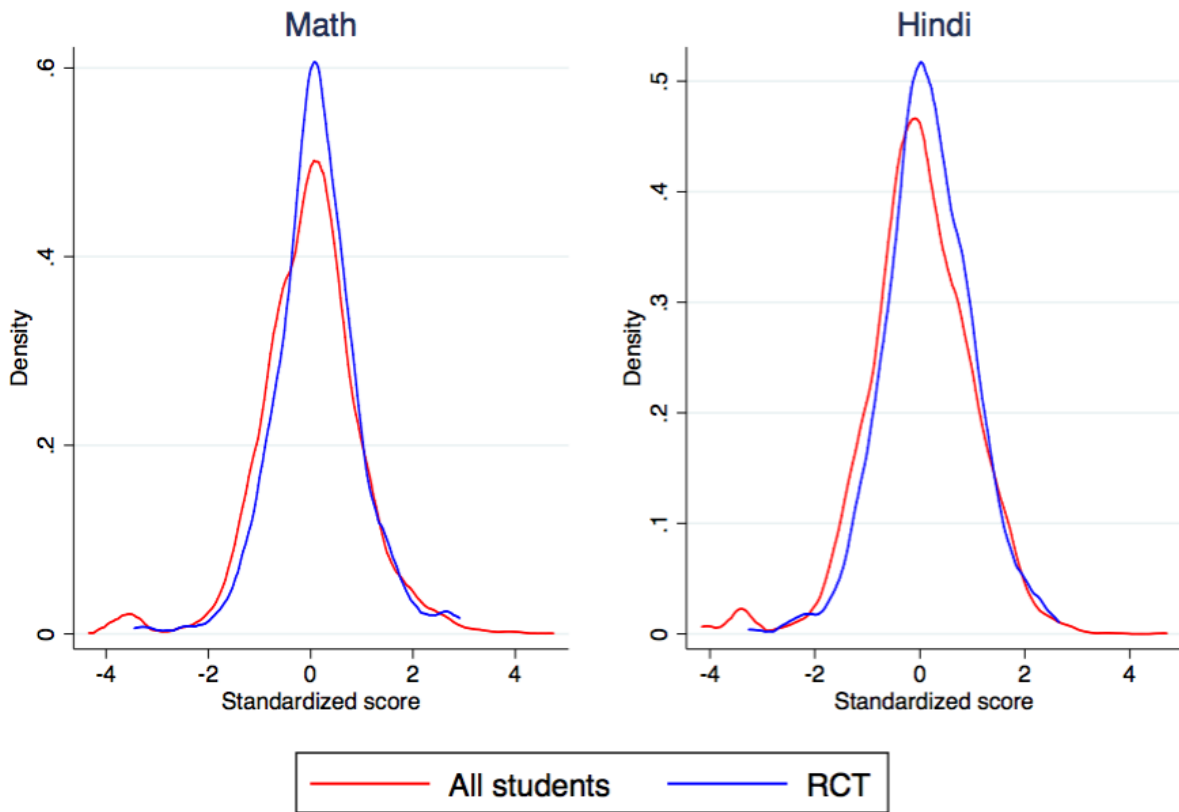 Math
Hindi
Density
.6
.4
.2
0
-4 -2 0 2 4
Standardized score
Density
.5
.4
.3
.2
.1
0
-4 -2 0 2 4
Standardized score
All students RCT